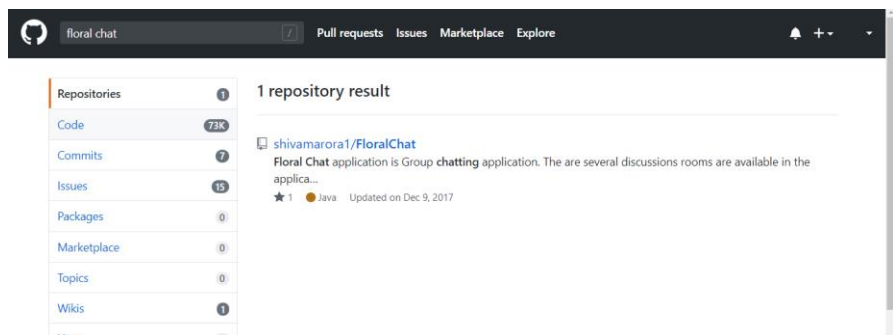 floral chat / Pull requests Issues Marketplace Explore
Repositories 1
Code 73K
Commits 7
Issues 15
Packages 0
Marketplace 0
Topics 0
Wikis 1
1 repository result
shivamarora1/FloralChat
Floral Chat application is Group chatting application. The are several discussions rooms are available in the
applica...
1 Java Updated on Dec 9, 2017